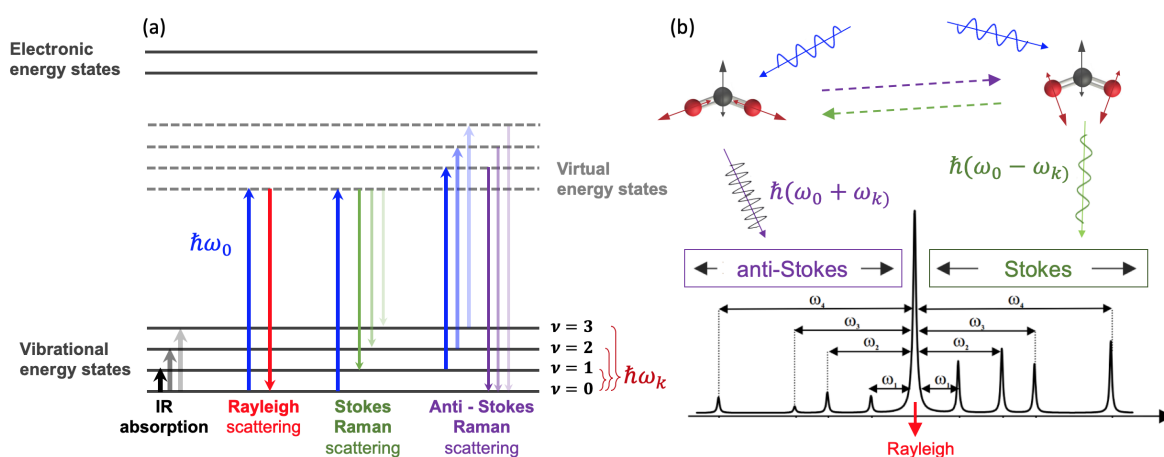 (a)
Electronic
energy states
Virtual
energy states
ℏω₀
Vibrational
energy states
ν = 3
ν = 2
ν = 1
ν = 0
ℏωₖ
IR
absorption
Rayleigh
scattering
Stokes
Raman
scattering
Anti - Stokes
Raman
scattering
(b)
ℏ(ω₀ + ωₖ)
ℏ(ω₀ − ωₖ)
anti-Stokes
Stokes
ω₄
ω₄
ω₃
ω₃
ω₂
ω₂
ω₁
ω₁
Rayleigh